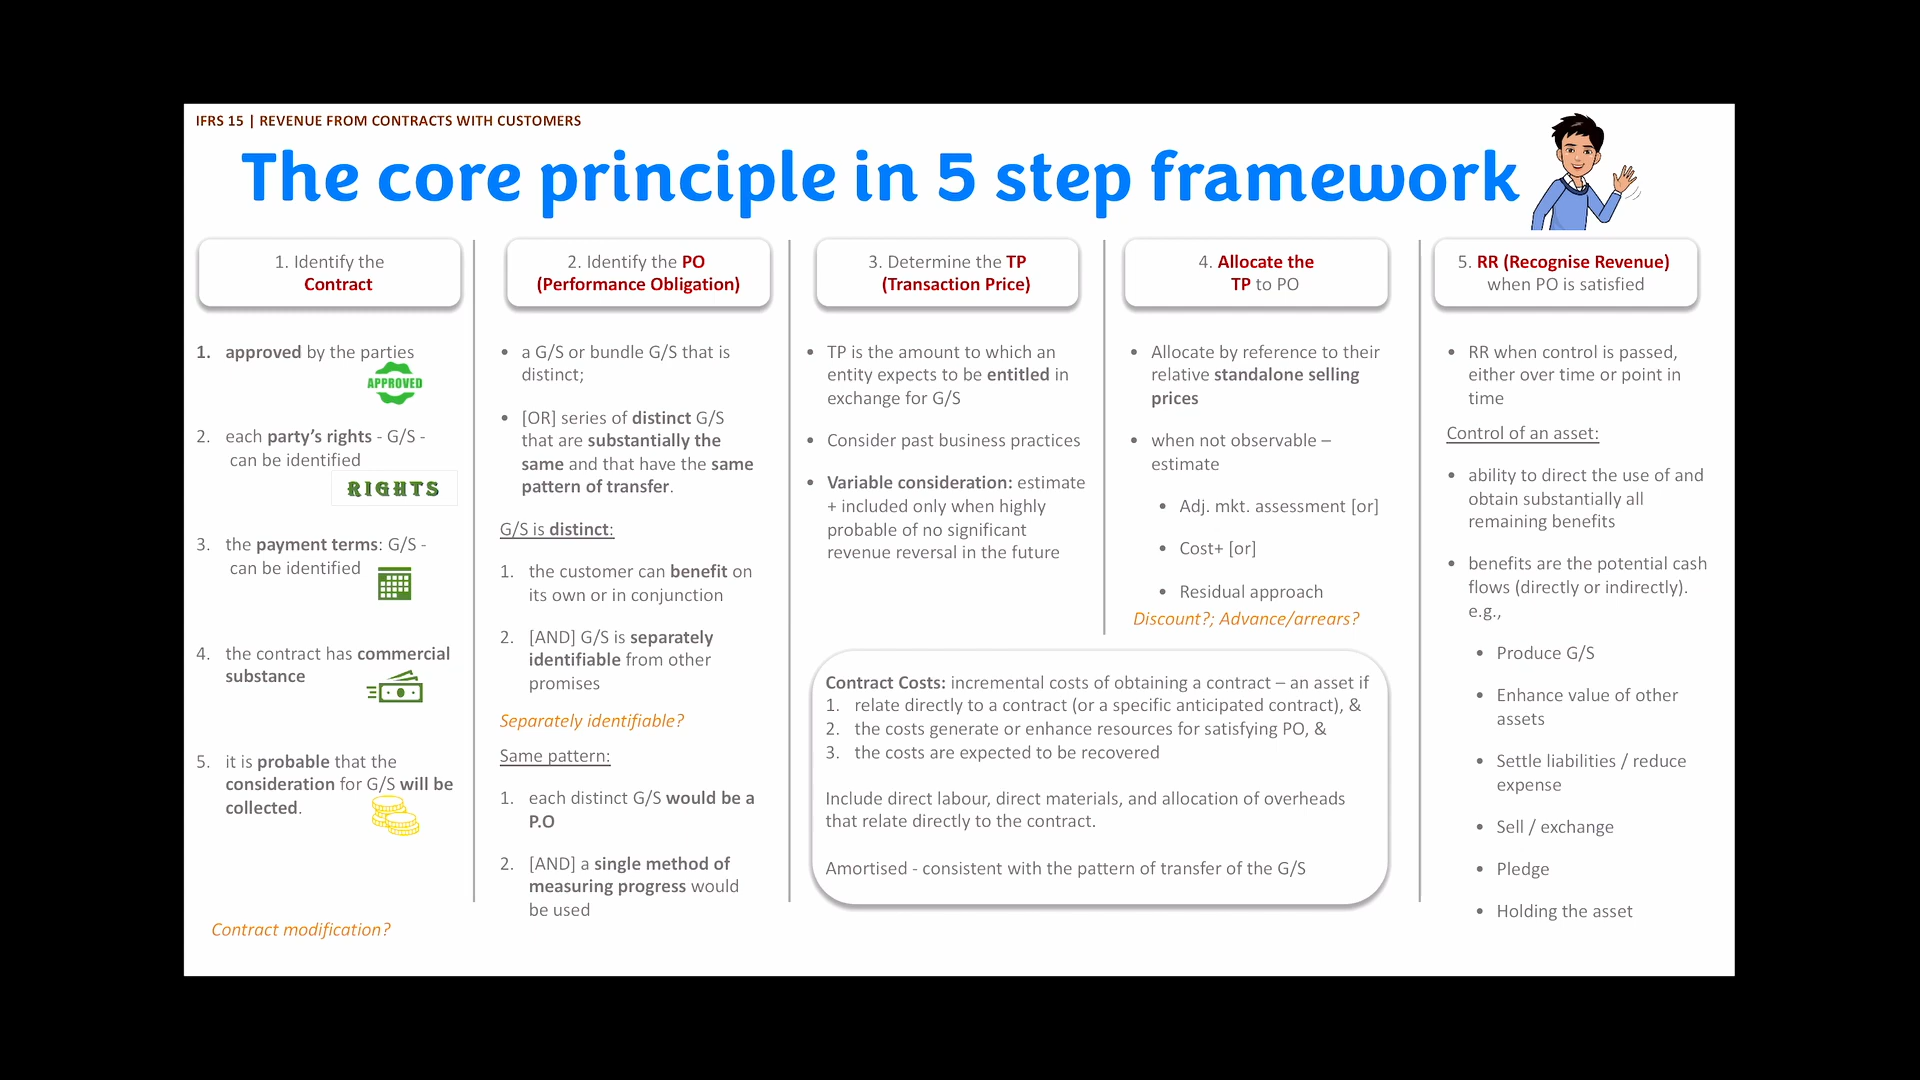 IFRS 15 | REVENUE FROM CONTRACTS WITH CUSTOMERS
The core principle in 5 step framework
1. Identify the
Contract
1. approved by the parties
APPROVED
2. each party's rights - G/S -
can be identified
RIGHTS
3. the payment terms: G/S -
can be identified
4. the contract has commercial
substance
5. it is probable that the
consideration for G/S will be
collected.
Contract modification?
2. Identify the PO
(Performance Obligation)
• a G/S or bundle G/S that is
distinct;
• [OR] series of distinct G/S
that are substantially the
same and that have the same
pattern of transfer.
G/S is distinct:
1. the customer can benefit on
its own or in conjunction
2. [AND] G/S is separately
identifiable from other
promises
Separately identifiable?
Same pattern:
1. each distinct G/S would be a
P.O
2. [AND] a single method of
measuring progress would
be used
3. Determine the TP
(Transaction Price)
• TP is the amount to which an
entity expects to be entitled in
exchange for G/S
• Consider past business practices
• Variable consideration: estimate
+ included only when highly
probable of no significant
revenue reversal in the future
4. Allocate the
TP to PO
• Allocate by reference to their
relative standalone selling
prices
• when not observable –
estimate
• Adj. mkt. assessment [or]
• Cost+ [or]
• Residual approach
Discount?; Advance/arrears?
Contract Costs: incremental costs of obtaining a contract – an asset if
1. relate directly to a contract (or a specific anticipated contract), &
2. the costs generate or enhance resources for satisfying PO, &
3. the costs are expected to be recovered
Include direct labour, direct materials, and allocation of overheads
that relate directly to the contract.
Amortised - consistent with the pattern of transfer of the G/S
5. RR (Recognise Revenue)
when PO is satisfied
• RR when control is passed,
either over time or point in
time
Control of an asset:
• ability to direct the use of and
obtain substantially all
remaining benefits
• benefits are the potential cash
flows (directly or indirectly).
e.g.,
• Produce G/S
• Enhance value of other
assets
• Settle liabilities / reduce
expense
• Sell / exchange
• Pledge
• Holding the asset